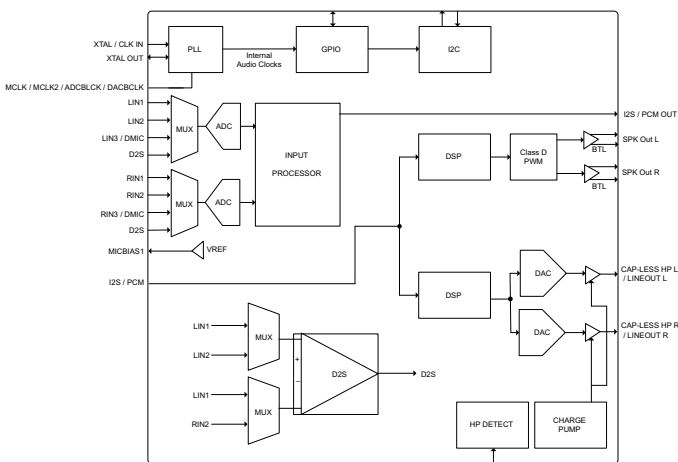 XTAL / CLK IN
XTAL OUT
PLL
Internal
Audio Clocks
GPIO
I2C
MCLK / MCLK2 / ADCBLCK / DACBCLK
LIN1
LIN2
LIN3 / DMIC
D2S
MUX
ADC
RIN1
RIN2
RIN3 / DMIC
D2S
MUX
ADC
INPUT
PROCESSOR
I2S / PCM OUT
DSP
Class D
PWM
BTL
SPK Out L
BTL
SPK Out R
MICBIAS1
VREF
I2S / PCM
DSP
DAC
CAP-LESS HP L
/ LINEOUT L
DAC
CAP-LESS HP R
/ LINEOUT R
LIN1
LIN2
MUX
LIN1
RIN2
MUX
+
–
D2S
D2S
HP DETECT
CHARGE
PUMP